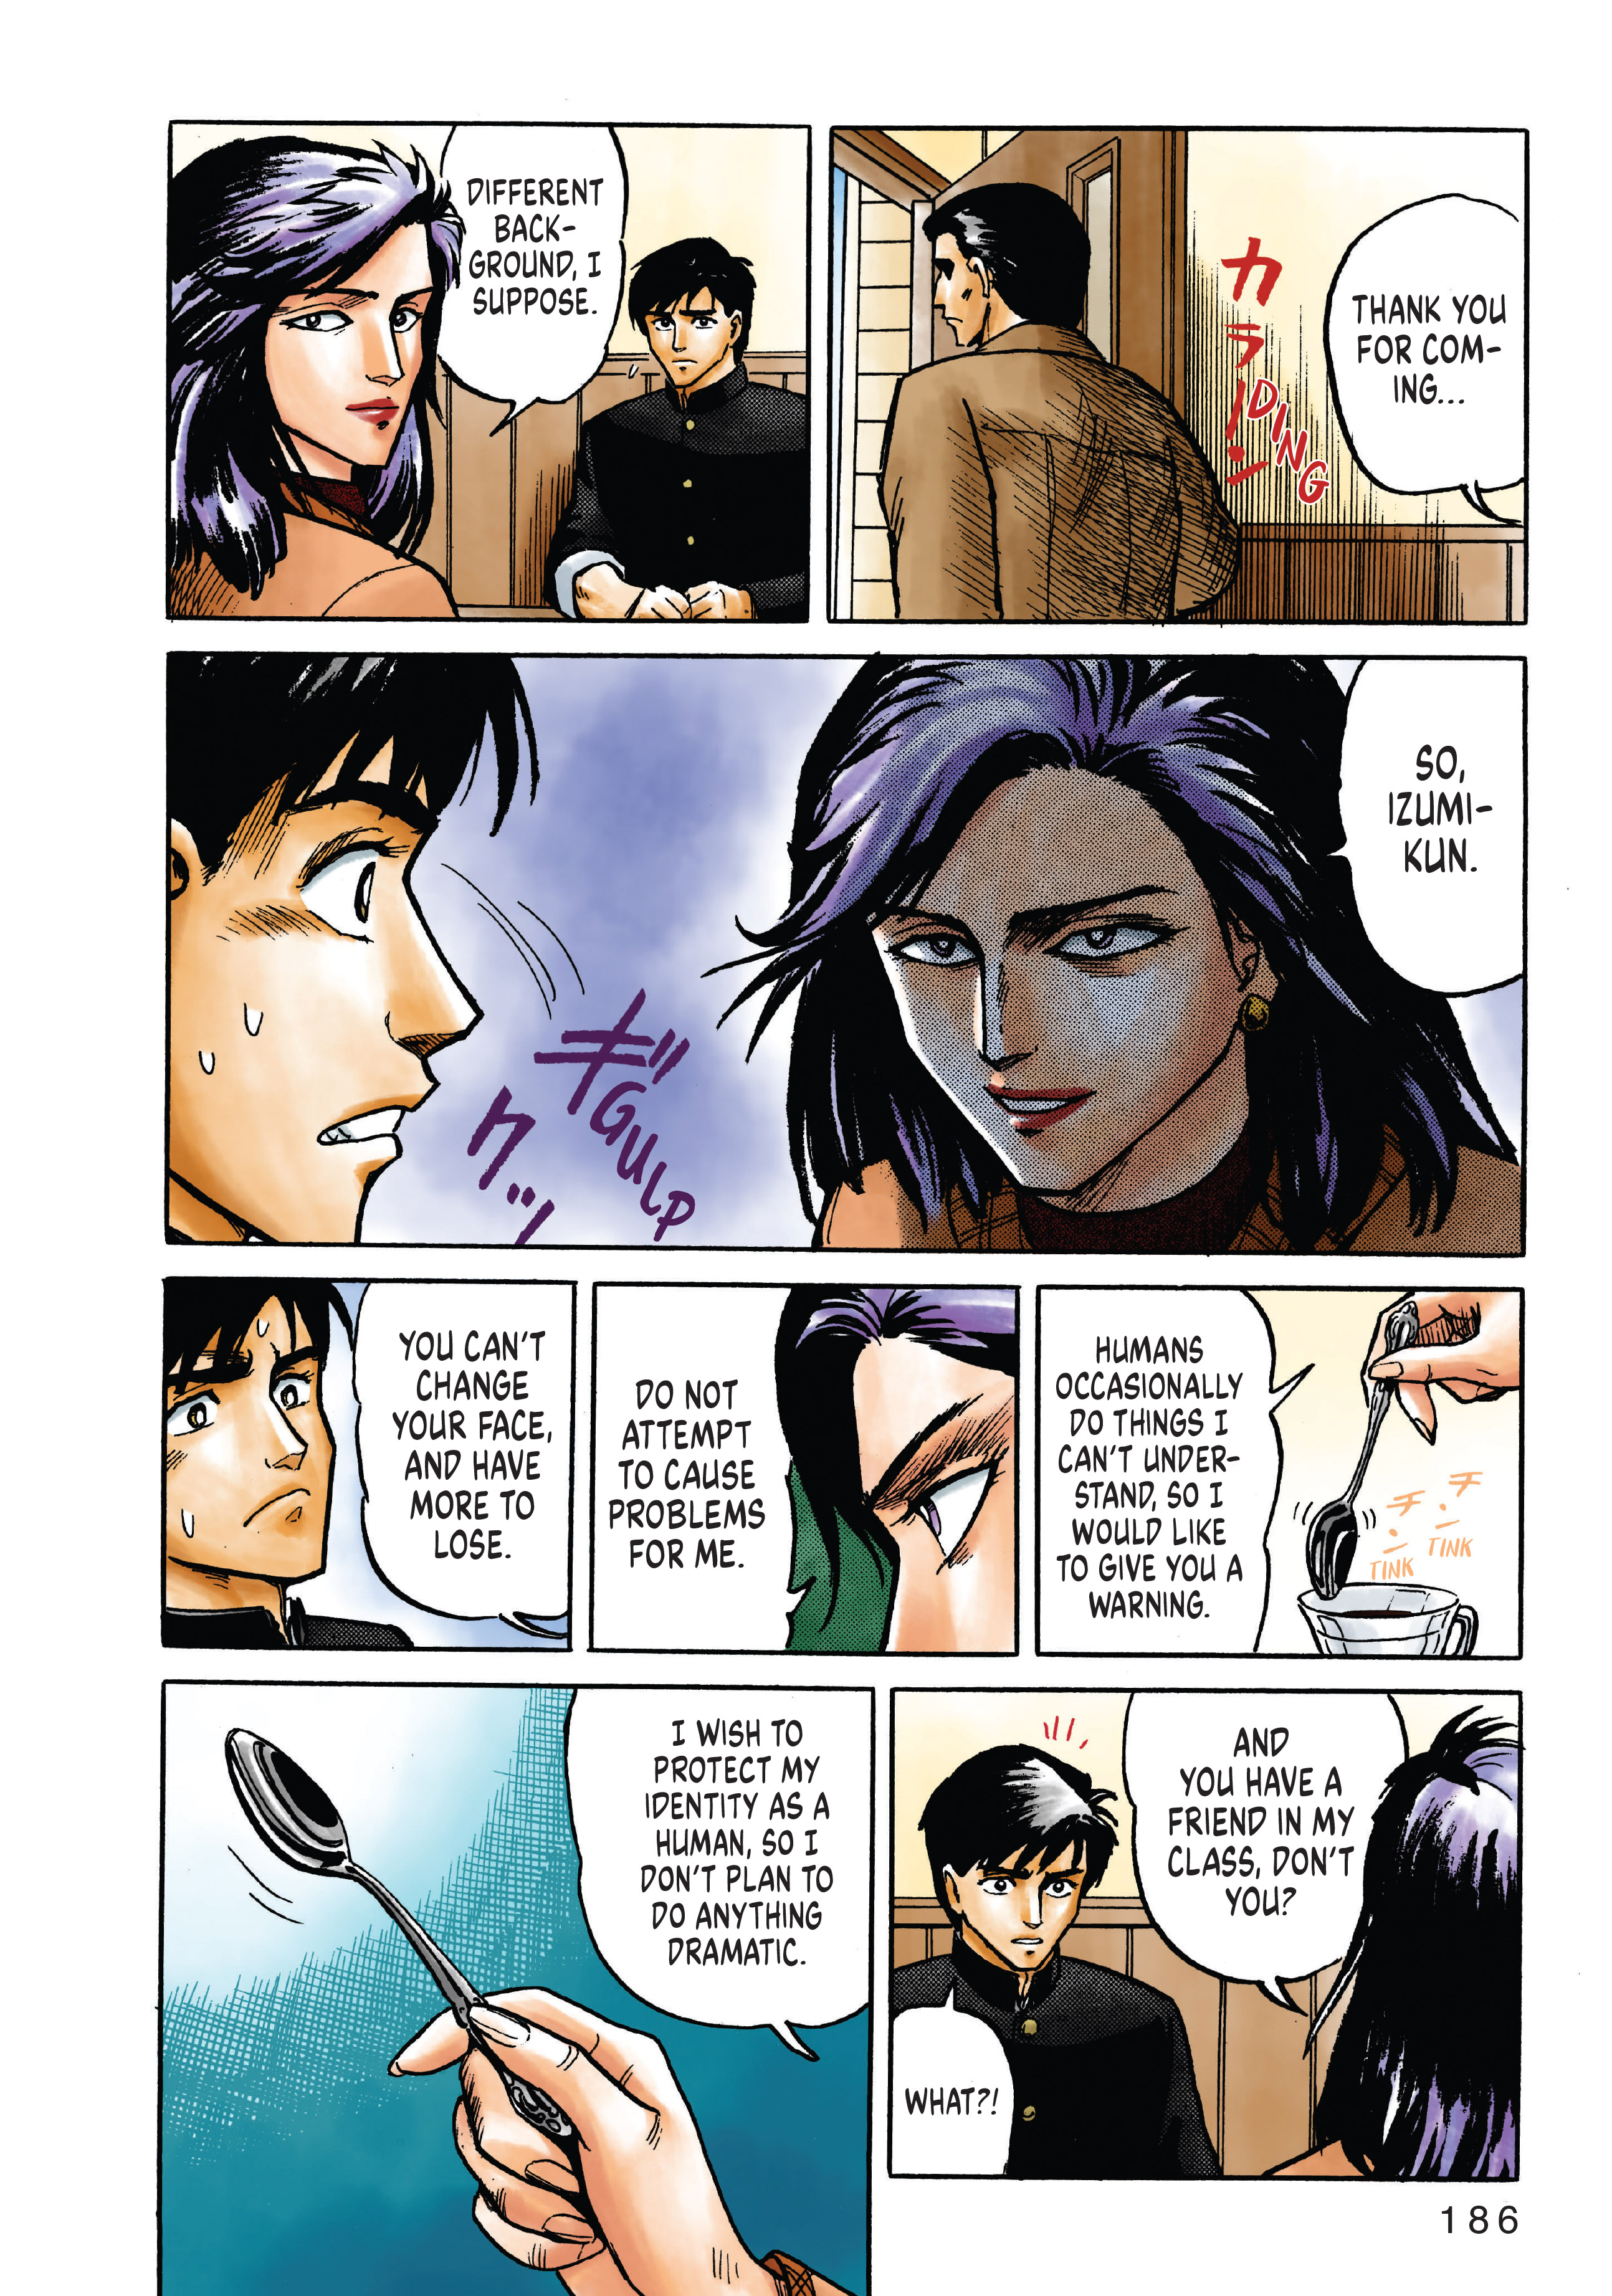 THANK YOU
FOR COM-
ING...
カラーン
DING
DIFFERENT
BACK-
GROUND, I
SUPPOSE.
SO,
IZUMI-
KUN.
ギクッ
GULP
HUMANS
OCCASIONALLY
DO THINGS I
CAN'T UNDER-
STAND, SO I
WOULD LIKE
TO GIVE YOU A
WARNING.
チン
TINK
チーン
TINK
DO NOT
ATTEMPT
TO CAUSE
PROBLEMS
FOR ME.
YOU CAN'T
CHANGE
YOUR FACE,
AND HAVE
MORE TO
LOSE.
AND
YOU HAVE A
FRIEND IN MY
CLASS, DON'T
YOU?
WHAT?!
I WISH TO
PROTECT MY
IDENTITY AS A
HUMAN, SO I
DON'T PLAN TO
DO ANYTHING
DRAMATIC.
186